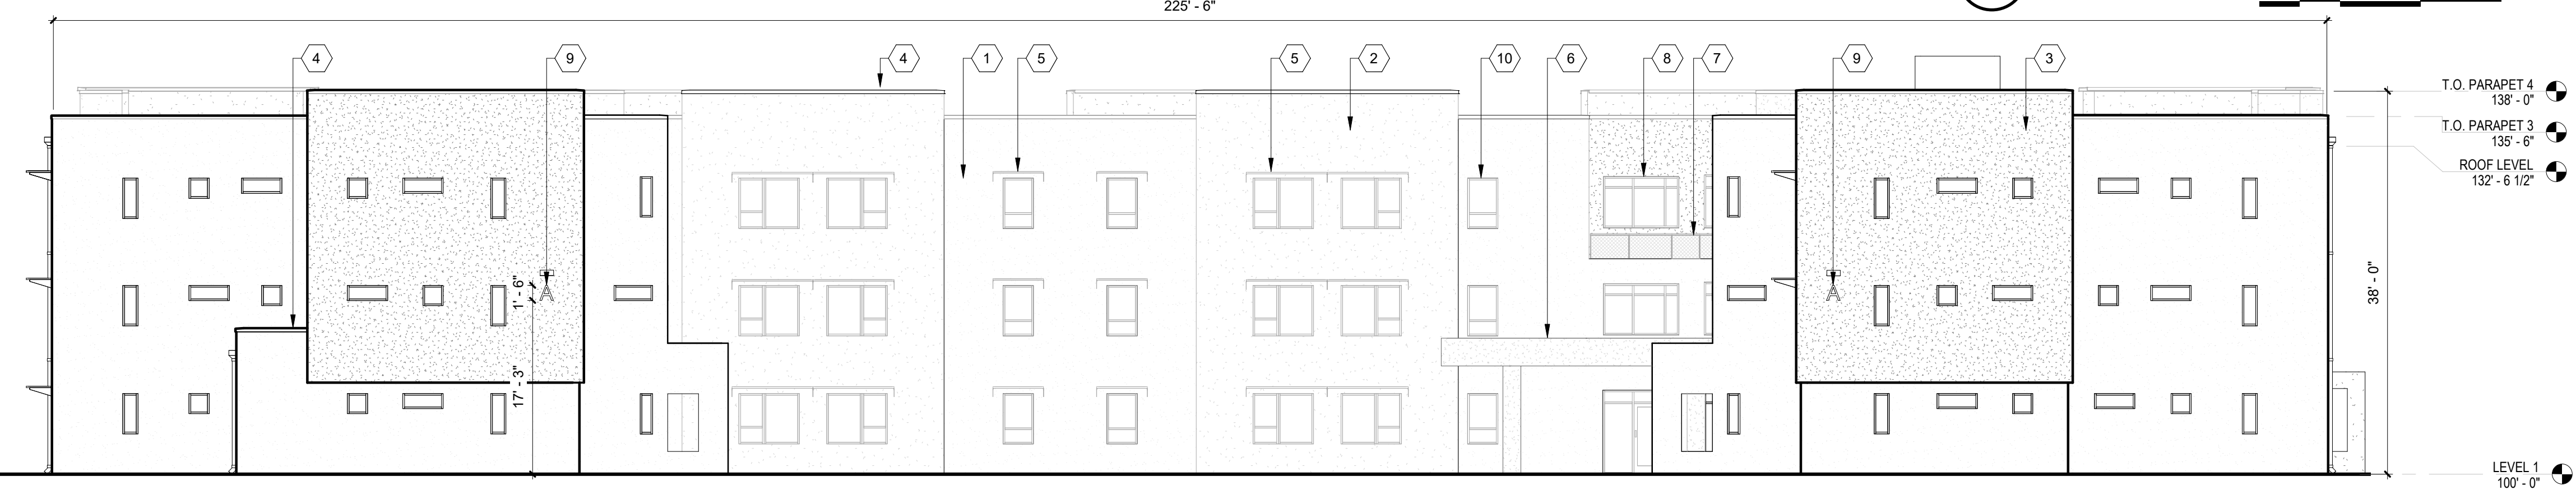 225' - 6"
4
9
4
1
5
5
2
10
6
8
7
9
3
T.O. PARAPET 4
138' - 0"
T.O. PARAPET 3
135' - 6"
ROOF LEVEL
132' - 6 1/2"
1' - 6"
A
A
38' - 0"
17' - 3"
LEVEL 1
100' - 0"